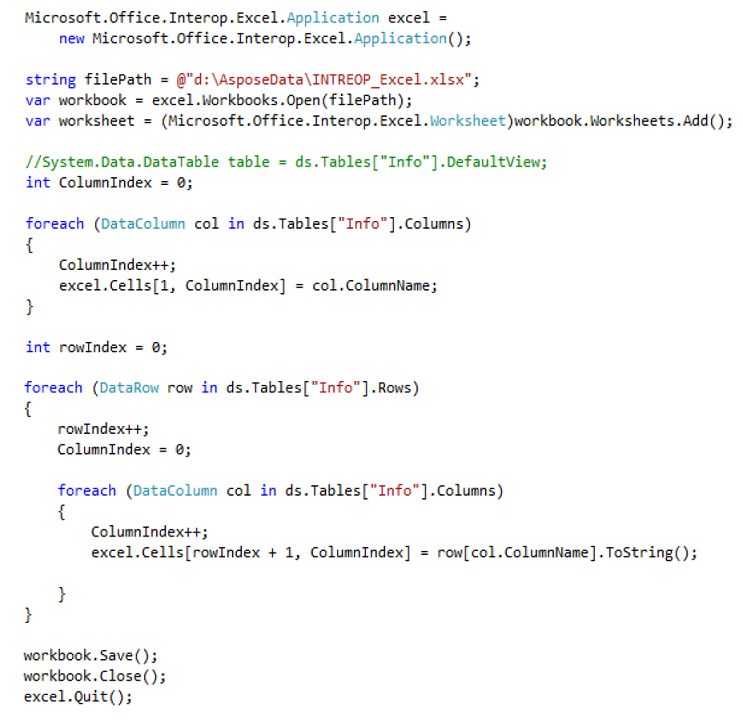 Microsoft.Office.Interop.Excel.Application excel =
    new Microsoft.Office.Interop.Excel.Application();

string filePath = @"d:\AsposeData\INTREOP_Excel.xlsx";
var workbook = excel.Workbooks.Open(filePath);
var worksheet = (Microsoft.Office.Interop.Excel.Worksheet)workbook.Worksheets.Add();

//System.Data.DataTable table = ds.Tables["Info"].DefaultView;
int ColumnIndex = 0;

foreach (DataColumn col in ds.Tables["Info"].Columns)
{
    ColumnIndex++;
    excel.Cells[1, ColumnIndex] = col.ColumnName;
}

int rowIndex = 0;

foreach (DataRow row in ds.Tables["Info"].Rows)
{
    rowIndex++;
    ColumnIndex = 0;

    foreach (DataColumn col in ds.Tables["Info"].Columns)
    {
        ColumnIndex++;
        excel.Cells[rowIndex + 1, ColumnIndex] = row[col.ColumnName].ToString();

    }
}

workbook.Save();
workbook.Close();
excel.Quit();